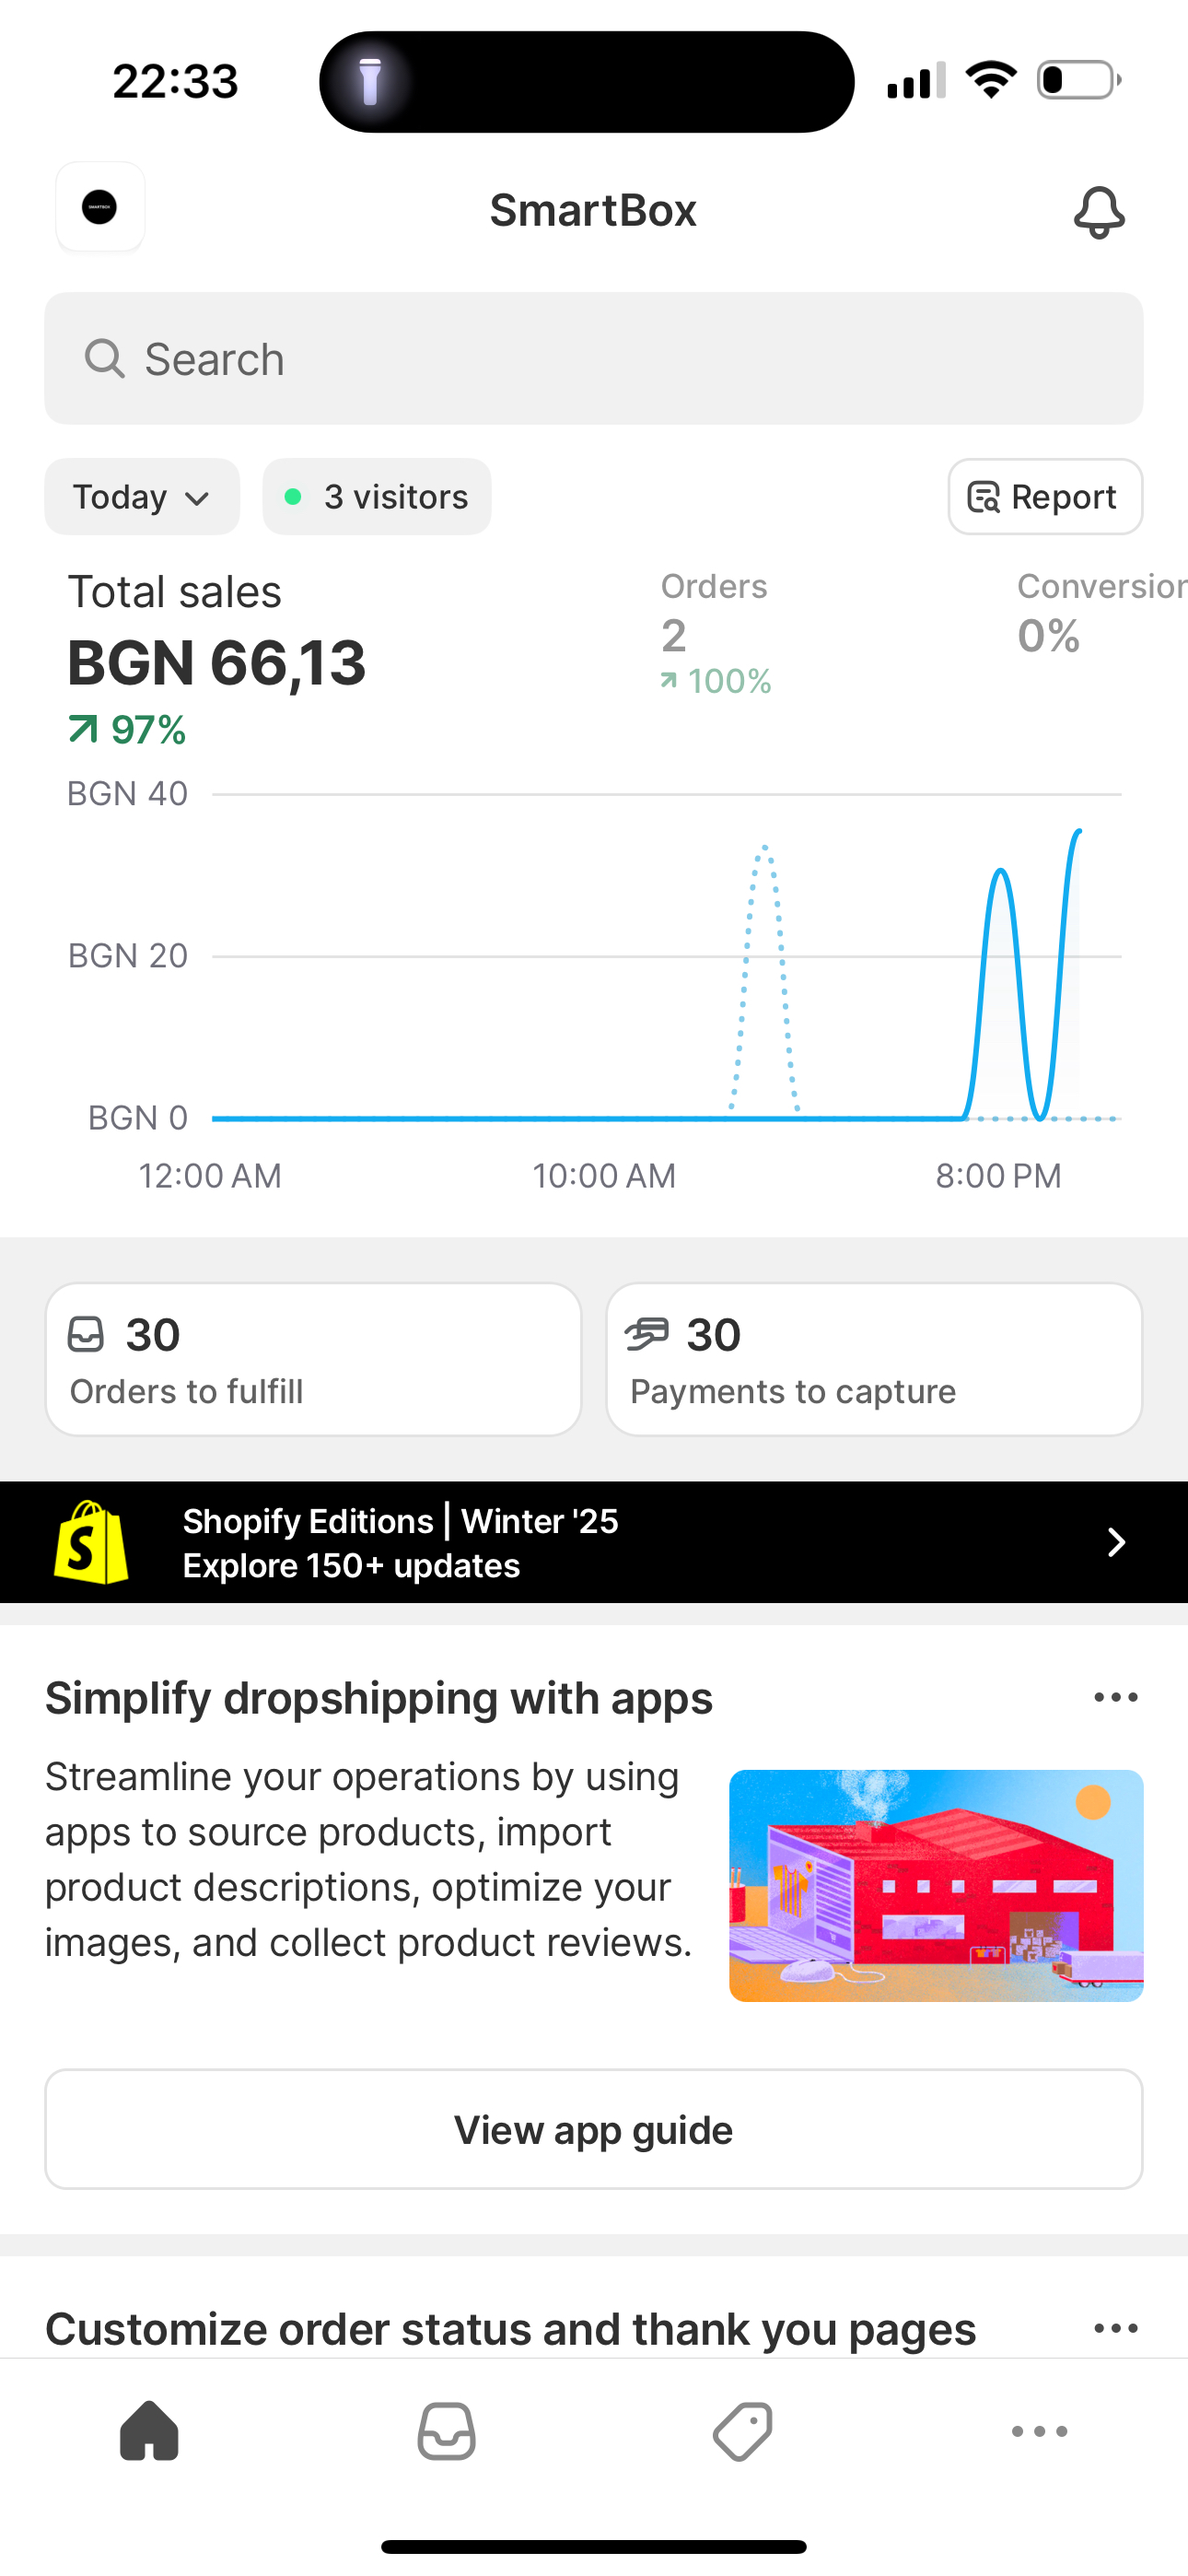 22:33
SMARTBOX
SmartBox
Search
Today
3 visitors
Report
Total sales
BGN 66,13
97%
Orders
2
100%
Conversion
0%
BGN 40
BGN 20
BGN 0
12:00 AM
10:00 AM
8:00 PM
30
Orders to fulfill
30
Payments to capture
S
Shopify Editions | Winter '25
Explore 150+ updates
Simplify dropshipping with apps
Streamline your operations by using
apps to source products, import
product descriptions, optimize your
images, and collect product reviews.
View app guide
Customize order status and thank you pages